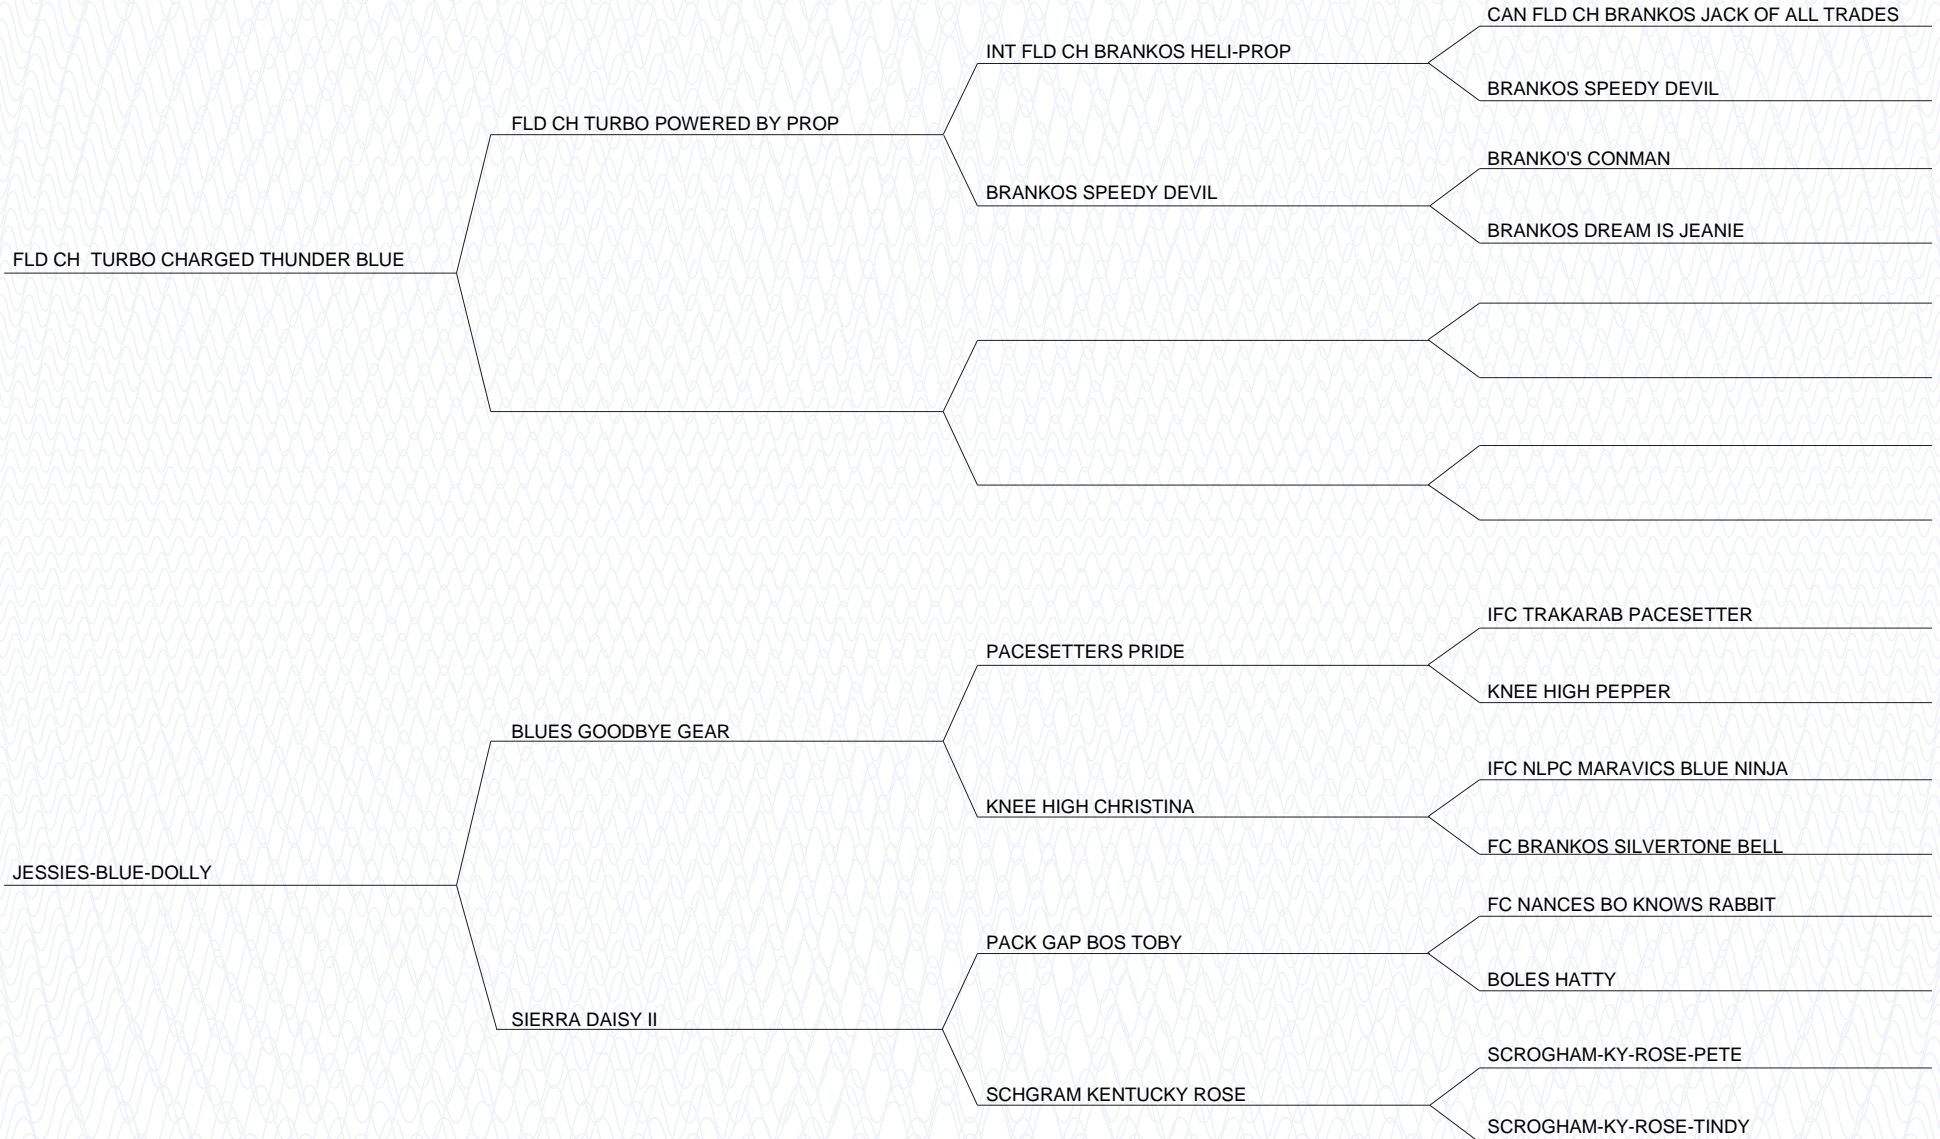 CAN FLD CH BRANKOS JACK OF ALL TRADES
INT FLD CH BRANKOS HELI-PROP
BRANKOS SPEEDY DEVIL
FLD CH TURBO POWERED BY PROP
BRANKO'S CONMAN
BRANKOS SPEEDY DEVIL
BRANKOS DREAM IS JEANIE
FLD CH  TURBO CHARGED THUNDER BLUE
IFC TRAKARAB PACESETTER
PACESETTERS PRIDE
KNEE HIGH PEPPER
BLUES GOODBYE GEAR
IFC NLPC MARAVICS BLUE NINJA
KNEE HIGH CHRISTINA
FC BRANKOS SILVERTONE BELL
JESSIES-BLUE-DOLLY
FC NANCES BO KNOWS RABBIT
PACK GAP BOS TOBY
BOLES HATTY
SIERRA DAISY II
SCROGHAM-KY-ROSE-PETE
SCHGRAM KENTUCKY ROSE
SCROGHAM-KY-ROSE-TINDY